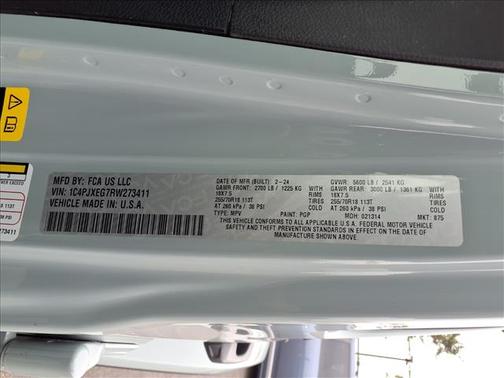 MFD BY: FCA US LLC
VIN: 1C4PJXEG7RW273411
VEHICLE MADE IN: U.S.A.
DATE OF MFR (BUILT): 2-24
GAWR FRONT: 2700 LB / 1225 KG
18X7.5 RIMS
255/70R18 113T TIRES
AT 260 kPa / 38 PSI
TYPE: MPV PAINT: PGP
GVWR: 5600 LB / 2541 KG
GAWR REAR: 3000 LB / 1361 KG
18X7.5 RIMS
255/70R18 113T TIRES
AT 260 kPa / 38 PSI
MDH: 021314 MKT: 875
THIS VEHICLE CONFORMS TO ALL APPLICABLE U.S.A. FEDERAL MOTOR VEHICLE
SAFETY AND THEFT PREVENTION STANDARDS IN EFFECT ON THE DATE OF
MANUFACTURE SHOWN ABOVE.
113T
PSI
273411